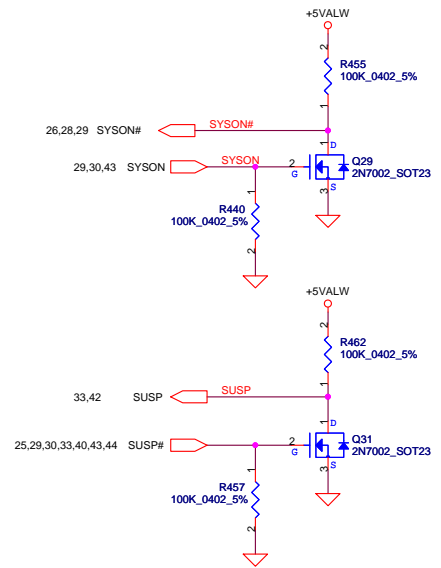 +5VALW
2
R455
100K_0402_5%
1
26,28,29 SYSON# SYSON#
1 D
Q29
2N7002_SOT23
29,30,43 SYSON SYSON 2
G
3 S
1
R440
100K_0402_5%
2
+5VALW
2
R462
100K_0402_5%
1
33,42 SUSP SUSP
1 D
Q31
2N7002_SOT23
25,29,30,33,40,43,44 SUSP# 2
G
3 S
1
R457
100K_0402_5%
2